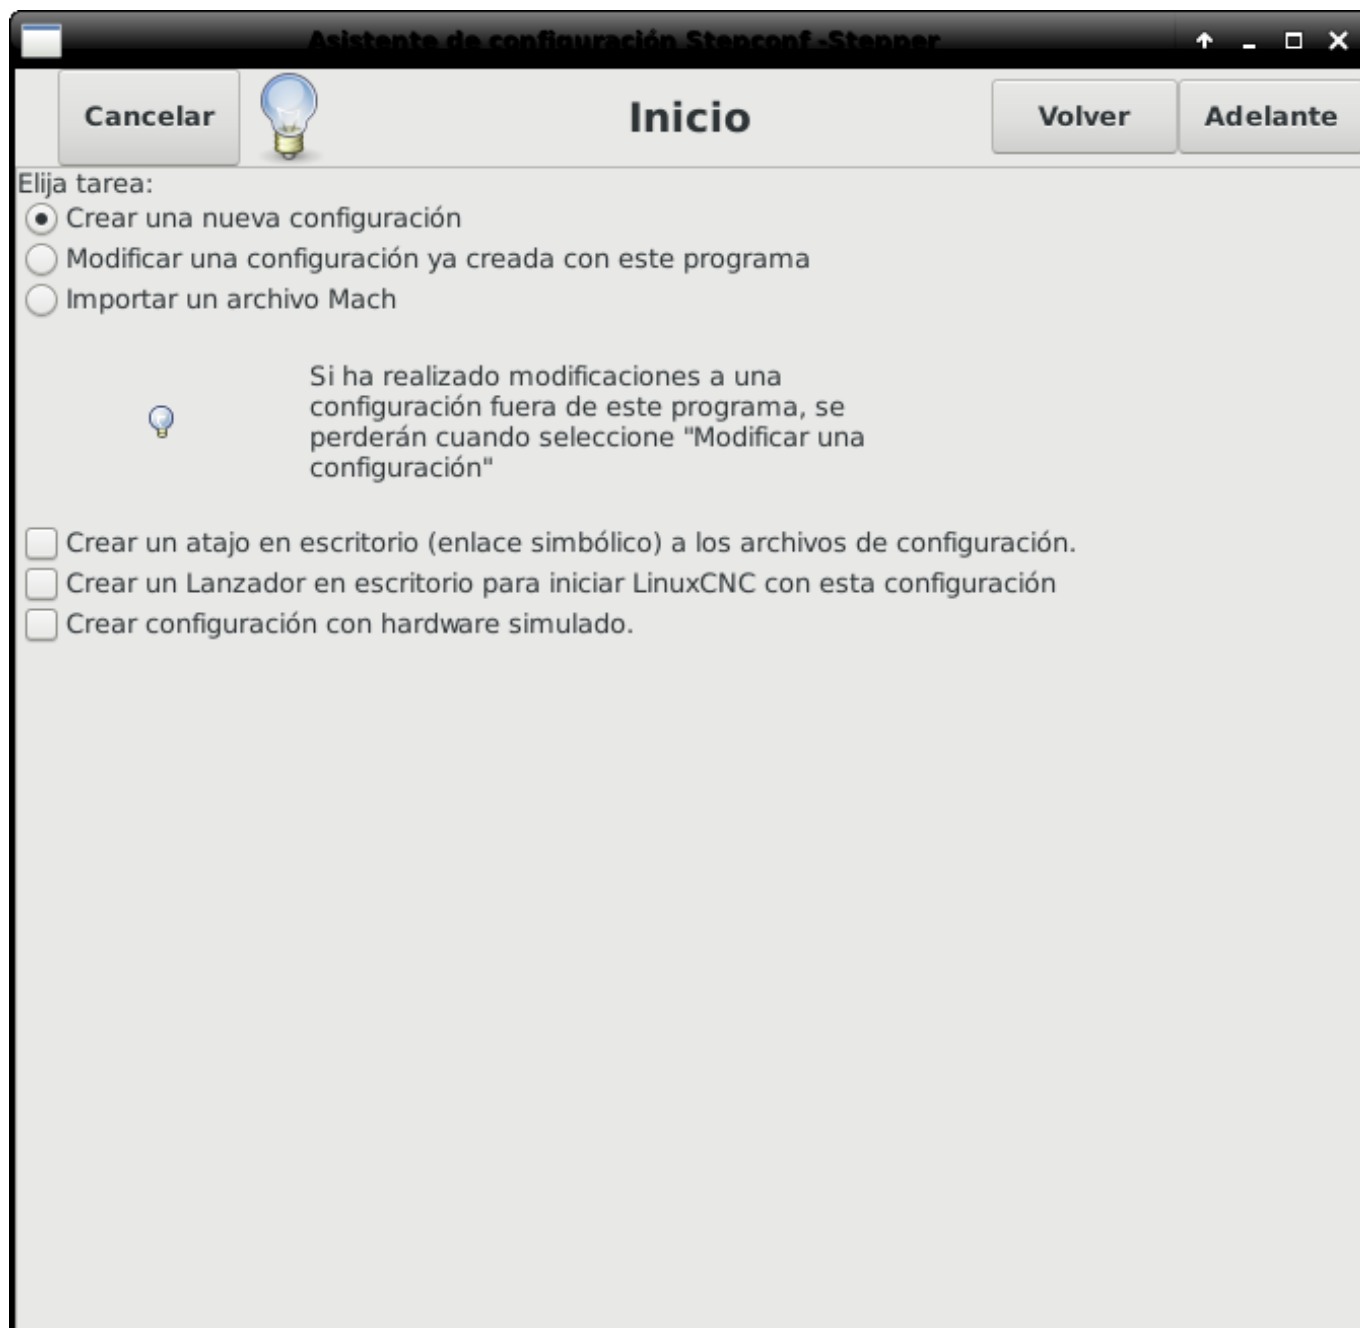 Asistente de configuración Stepconf -Stepper
Cancelar
Inicio
Volver
Adelante
Elija tarea:
Crear una nueva configuración
Modificar una configuración ya creada con este programa
Importar un archivo Mach
Si ha realizado modificaciones a una
configuración fuera de este programa, se
perderán cuando seleccione "Modificar una
configuración"
Crear un atajo en escritorio (enlace simbólico) a los archivos de configuración.
Crear un Lanzador en escritorio para iniciar LinuxCNC con esta configuración
Crear configuración con hardware simulado.